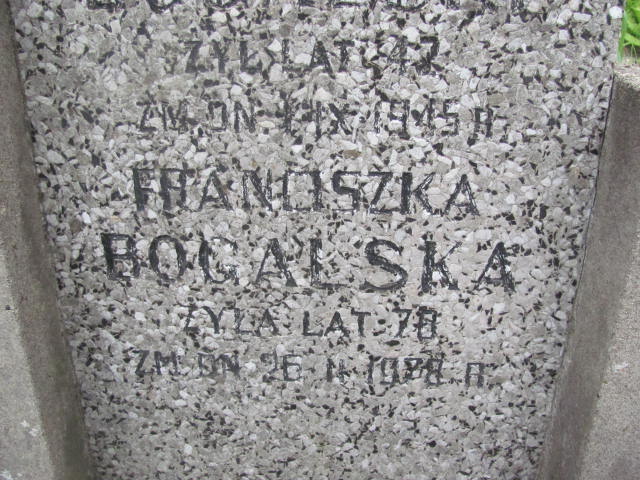 ŻYŁ LAT 47
ZM. DN 1 IX 1945 R
FRANCISZKA
BOGALSKA
ŻYŁA LAT 78
ZM. DN 26 II 1978 R